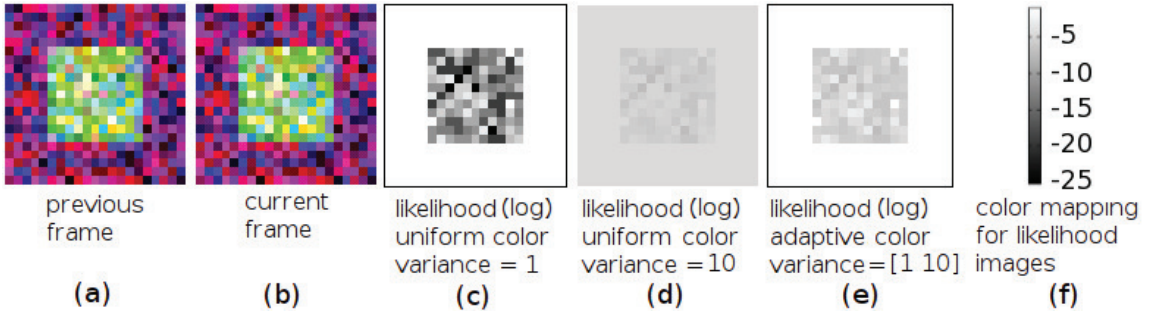 previous
frame
(a)
current
frame
(b)
likelihood (log)
uniform color
variance = 1
(c)
likelihood (log)
uniform color
variance = 10
(d)
likelihood (log)
adaptive color
variance=[1 10]
(e)
-5
-10
-15
-20
-25
color mapping
for likelihood
images
(f)